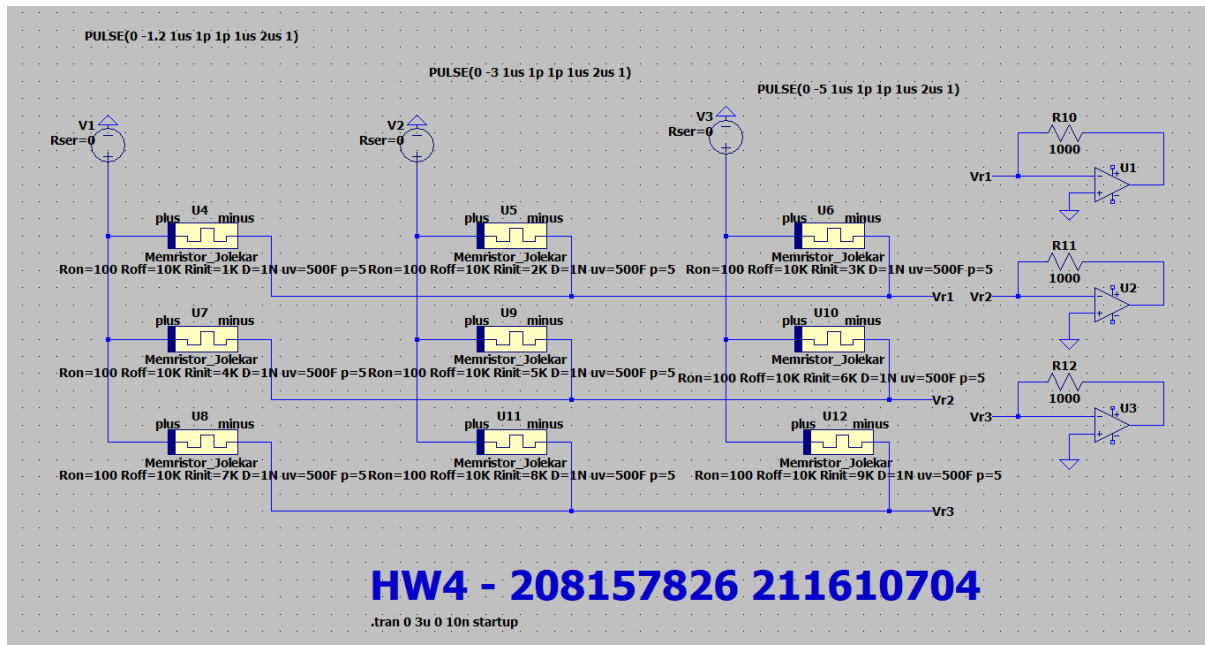 PULSE(0 -1.2 1us 1p 1p 1us 2us 1)
PULSE(0 -3 1us 1p 1p 1us 2us 1)
PULSE(0 -5 1us 1p 1p 1us 2us 1)
V1
Rser=0
V2
Rser=0
V3
Rser=0
R10
1000
Vr1
U1
U4
plus minus
Memristor_Jolekar
Ron=100 Roff=10K Rinit=1K D=1N uv=500F p=5
U5
plus minus
Memristor_Jolekar
Ron=100 Roff=10K Rinit=2K D=1N uv=500F p=5
U6
plus minus
Memristor_Jolekar
Ron=100 Roff=10K Rinit=3K D=1N uv=500F p=5
Vr1
R11
1000
Vr2
U2
U7
plus minus
Memristor_Jolekar
Ron=100 Roff=10K Rinit=4K D=1N uv=500F p=5
U9
plus minus
Memristor_Jolekar
Ron=100 Roff=10K Rinit=5K D=1N uv=500F p=5
U10
plus minus
Memristor_Jolekar
Ron=100 Roff=10K Rinit=6K D=1N uv=500F p=5
Vr2
R12
1000
Vr3
U3
U8
plus minus
Memristor_Jolekar
Ron=100 Roff=10K Rinit=7K D=1N uv=500F p=5
U11
plus minus
Memristor_Jolekar
Ron=100 Roff=10K Rinit=8K D=1N uv=500F p=5
U12
plus minus
Memristor_Jolekar
Ron=100 Roff=10K Rinit=9K D=1N uv=500F p=5
Vr3
HW4 - 208157826 211610704
.tran 0 3u 0 10n startup